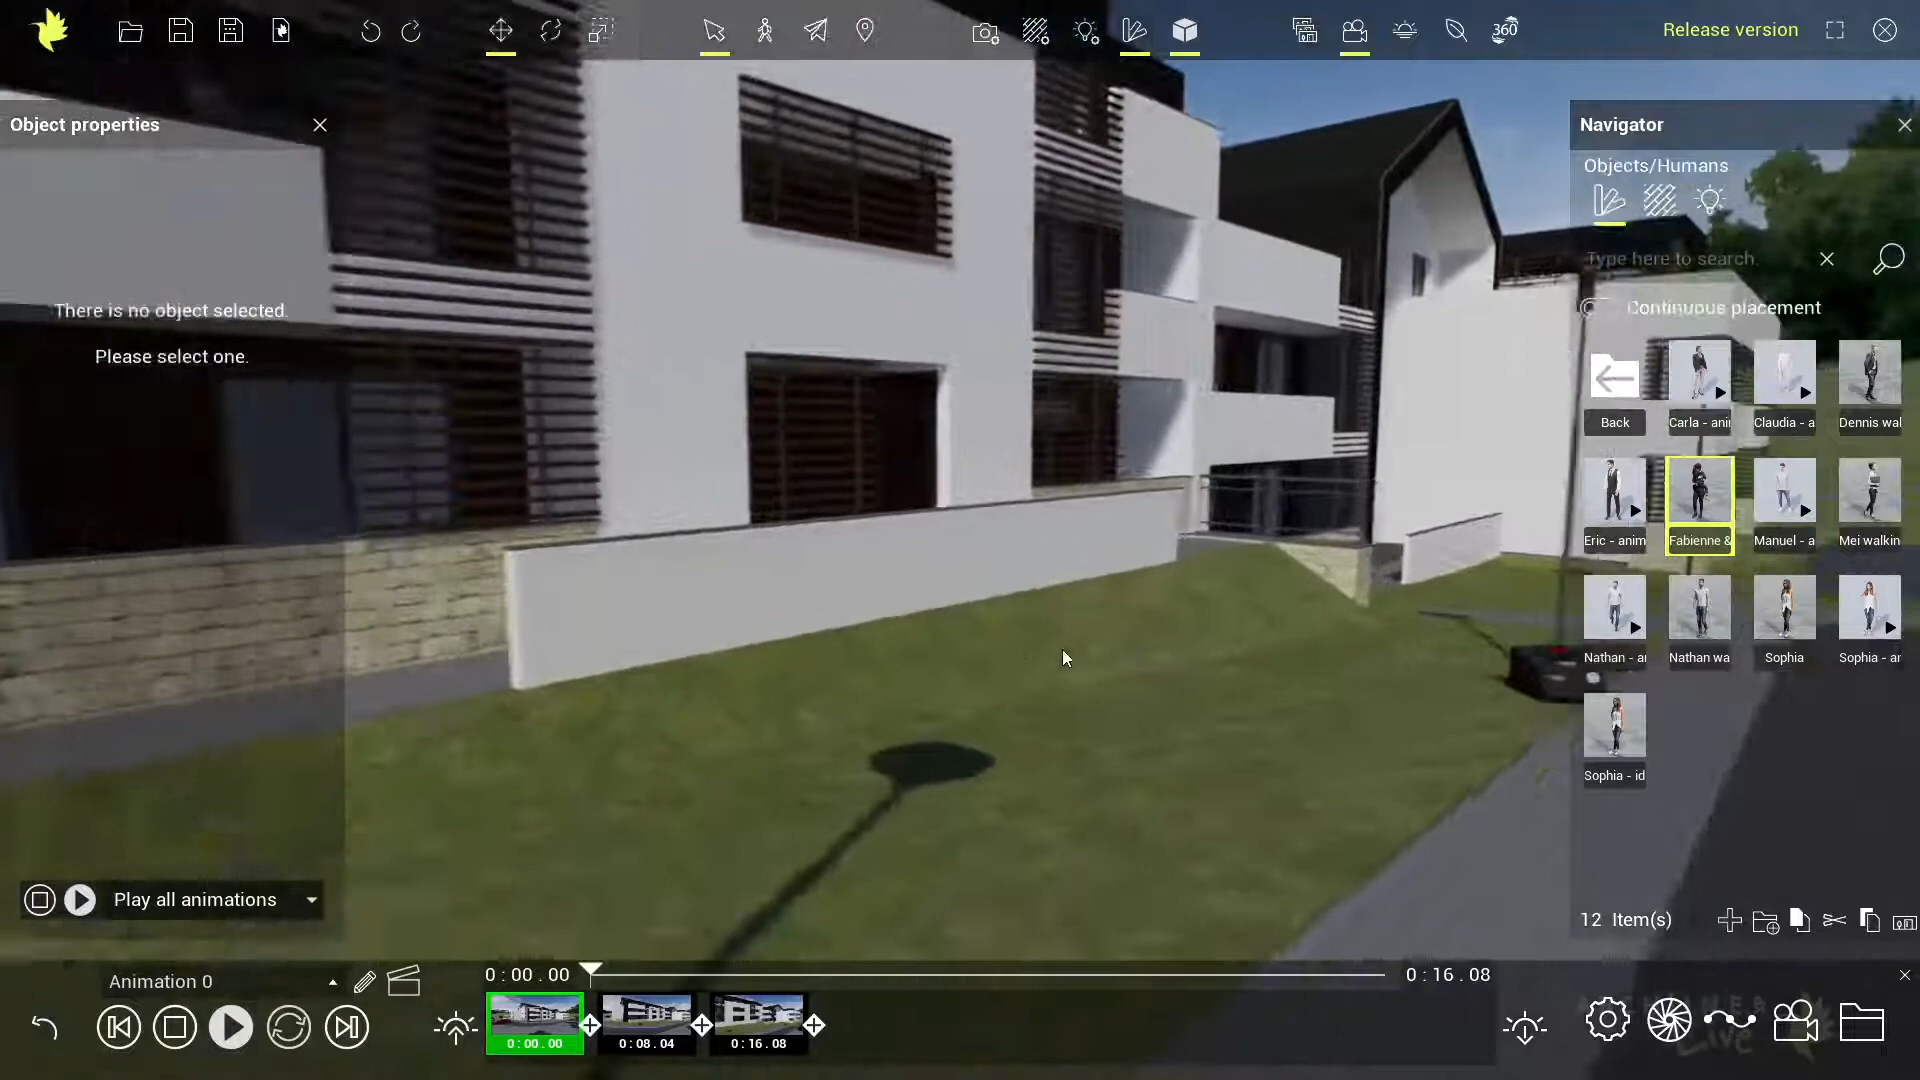 360
Release version
Object properties
Navigator
Objects/Humans
Type here to search.
There is no object selected.
Continuous placement
Please select one.
Back
Carla - ani
Claudia - a
Dennis wal
Eric - anim
Fabienne &
Manuel - a
Mei walkin
Nathan - ar
Nathan wa
Sophia
Sophia - ar
Sophia - id
Play all animations
12 Item(s)
Animation 0
0:00.00
0:16.08
0:00.00
0:08.04
0:16.08
Live